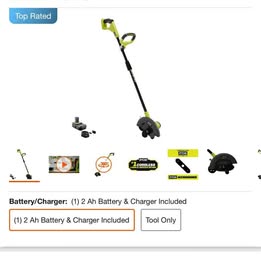 Top Rated
Battery/Charger: (1) 2 Ah Battery & Charger Included
(1) 2 Ah Battery & Charger Included
Tool Only